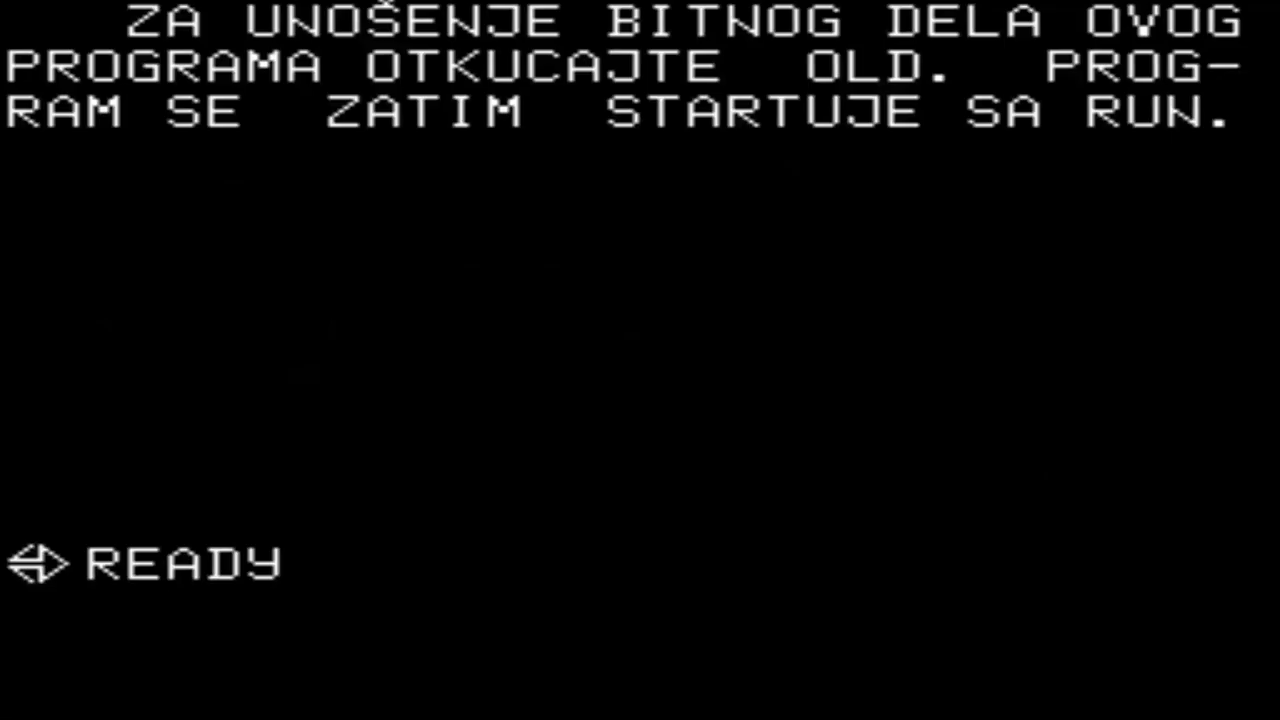 ZA UNOŠENJE BITNOG DELA OVOG
PROGRAMA OTKUCAJTE OLD. PROG-
RAM SE ZATIM STARTUJE SA RUN.
READY